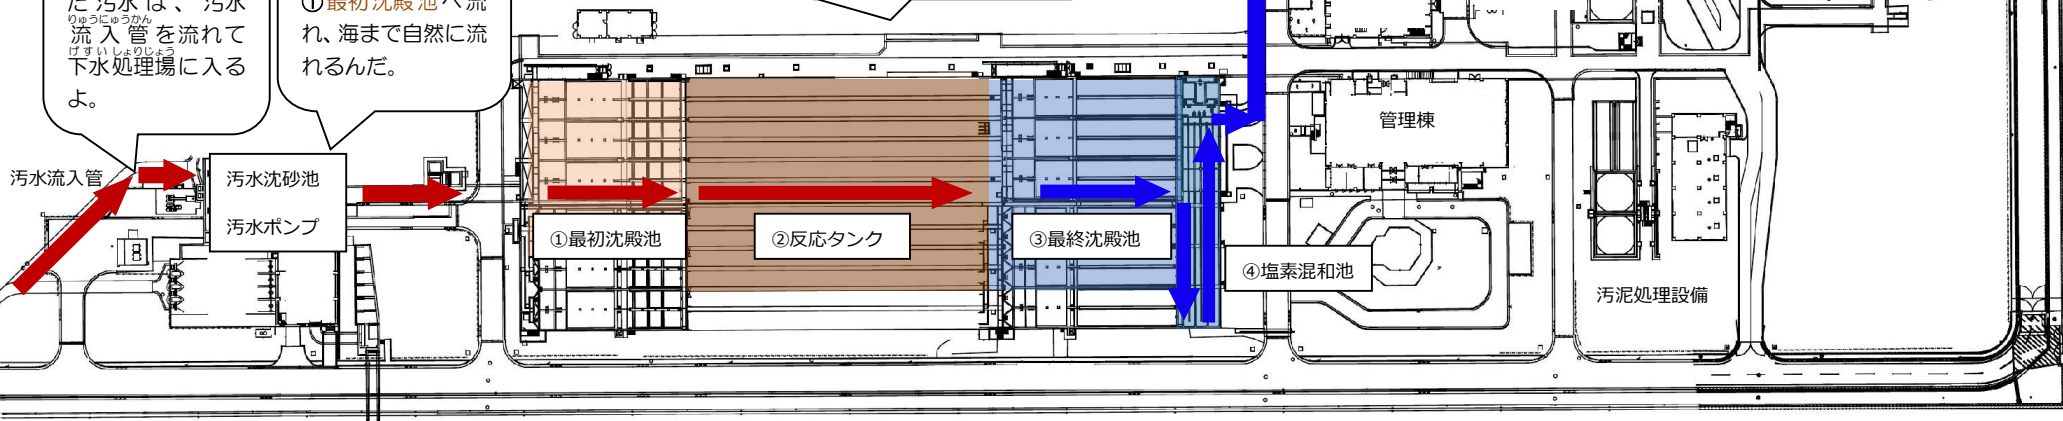 た汚水は、汚水
りゅうにゅうかん
流入管を流れて
げすいしょりじょう
下水処理場に入る
よ。
①最初沈殿池へ流
れ、海まで自然に流
れるんだ。
汚水流入管
汚水沈砂池
汚水ポンプ
①最初沈殿池
②反応タンク
③最終沈殿池
④塩素混和池
管理棟
汚泥処理設備